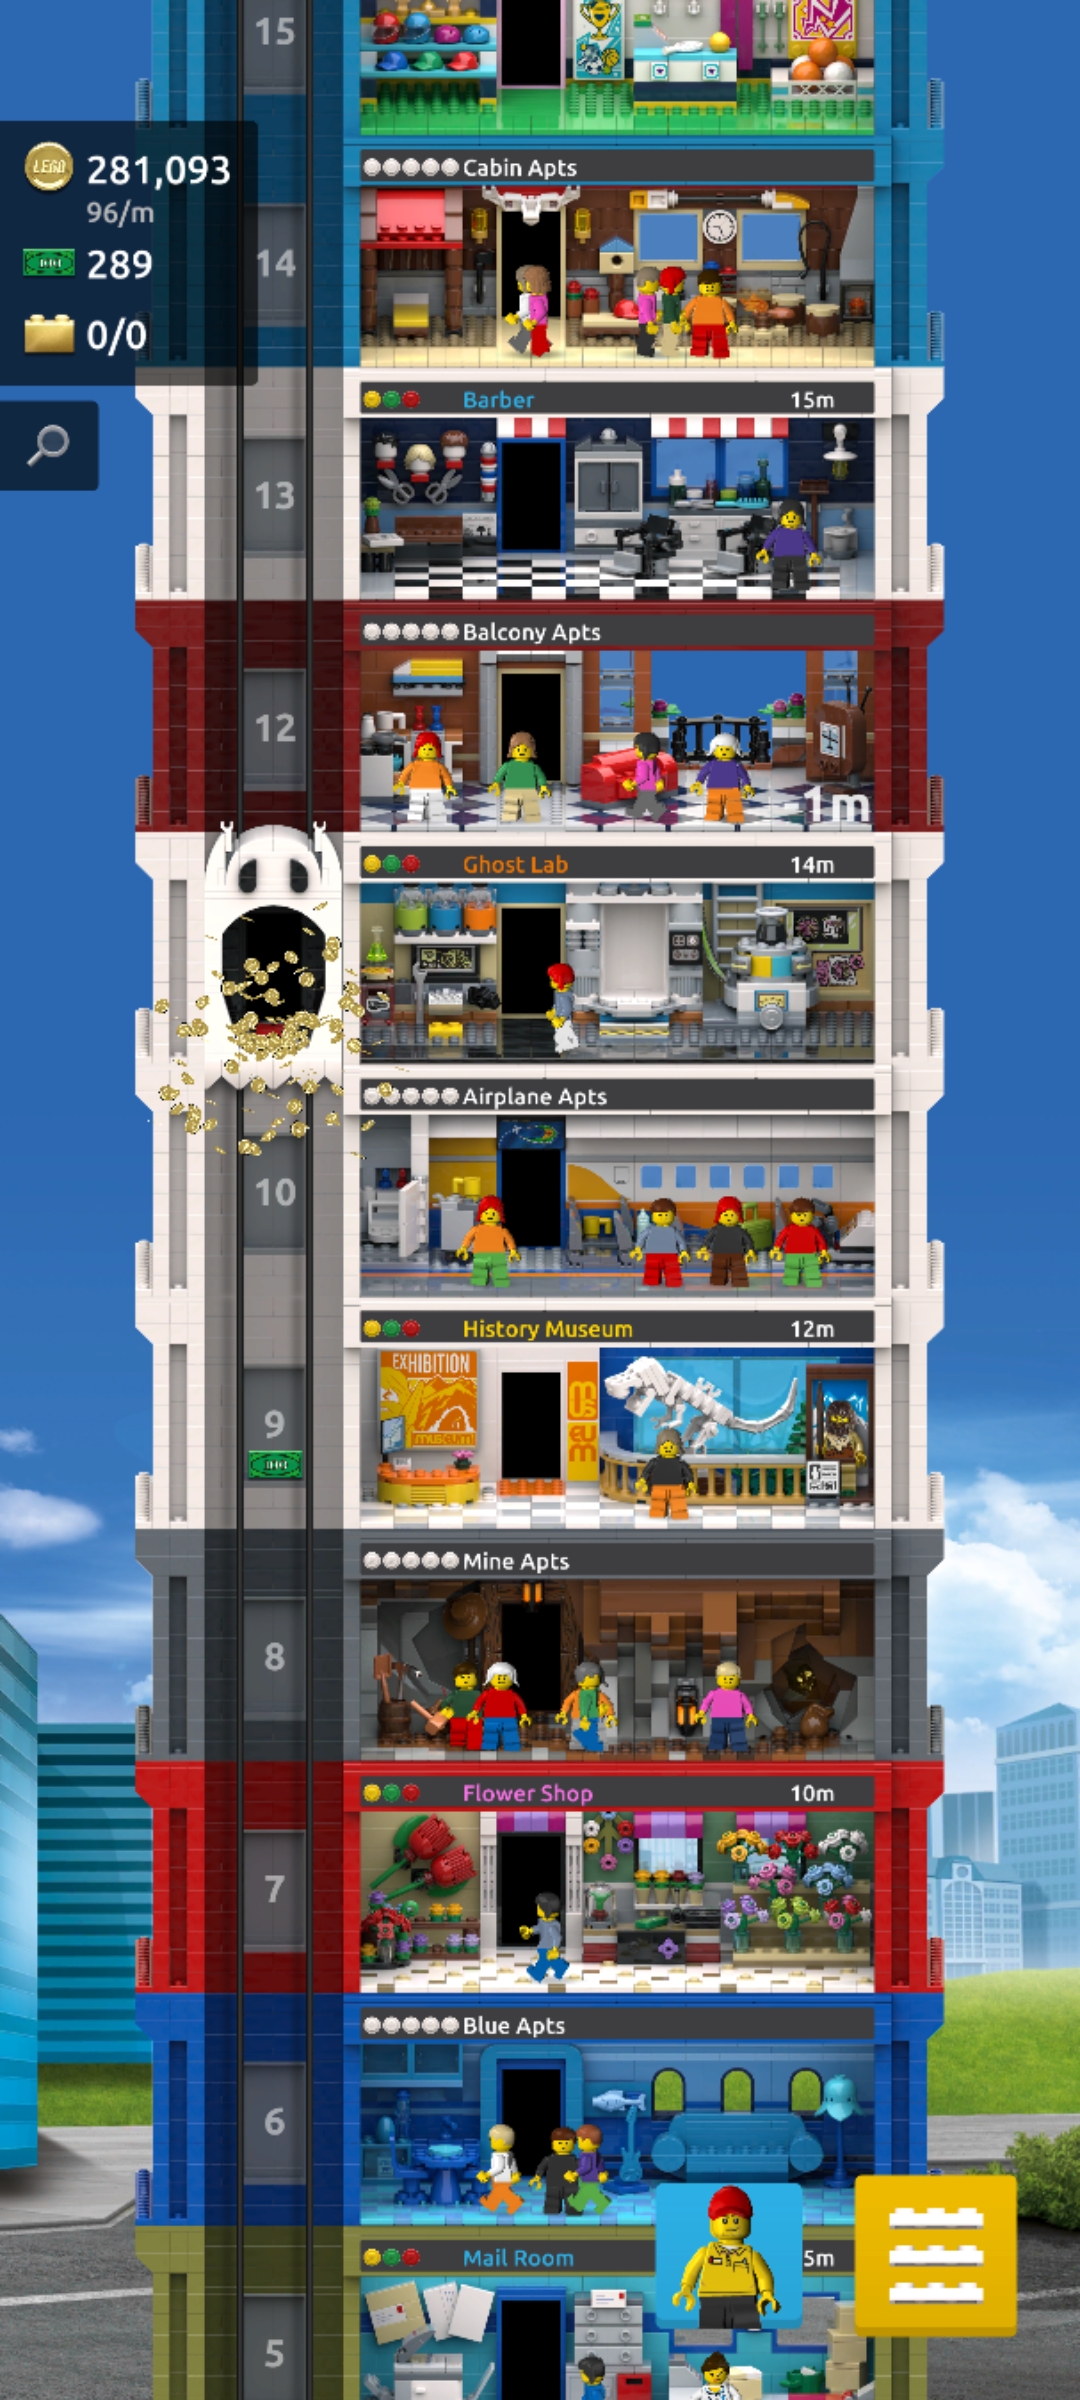 15
LEGO 281,093
96/m
289
0/0
Cabin Apts
14
Barber 15m
13
Balcony Apts
12
-1m
Ghost Lab 14m
Airplane Apts
10
History Museum 12m
EXHIBITION
museum
MUSEUM
9
Mine Apts
8
Flower Shop 10m
7
Blue Apts
6
Mail Room 5m
5